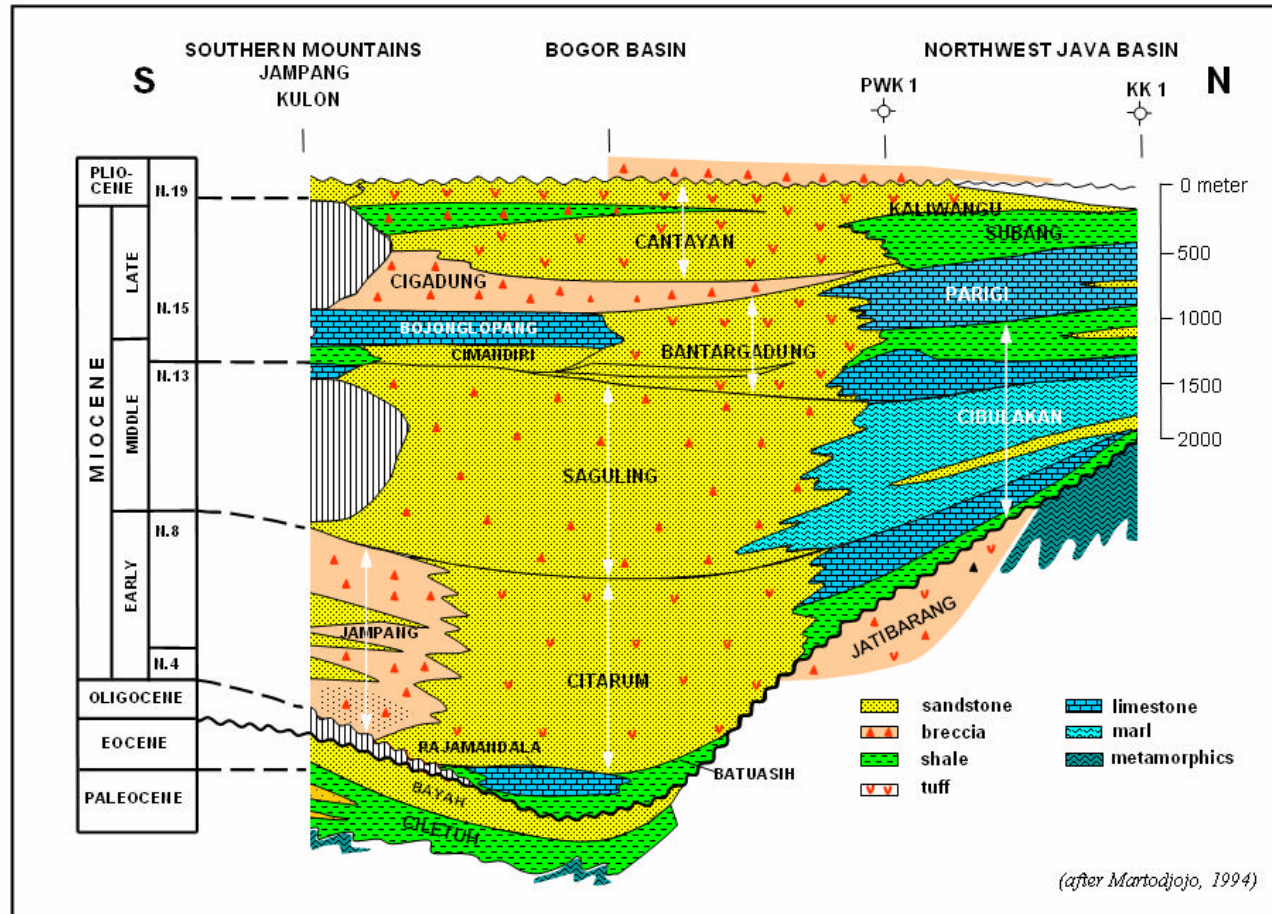 SOUTHERN MOUNTAINS
JAMPANG
KULON
BOGOR BASIN
NORTHWEST JAVA BASIN
S
PWK 1
KK 1
N
PLIO-
CENE
N.19
LATE
N.15
MIOCENE
MIDDLE
N.13
EARLY
N.8
N.4
OLIGOCENE
EOCENE
PALEOCENE
0 meter
500
1000
1500
2000
KALIWANGU
SUBANG
CANTAYAN
CIGADUNG
PARIGI
BOJONGLOPANG
CIMANDIRI
BANTARGADUNG
CIBULAKAN
SAGULING
JAMPANG
JATIBARANG
CITARUM
RAJAMANDALA
BATUASIH
BAYAH
CILETUH
sandstone
breccia
shale
tuff
limestone
marl
metamorphics
(after Martodjojo, 1994)